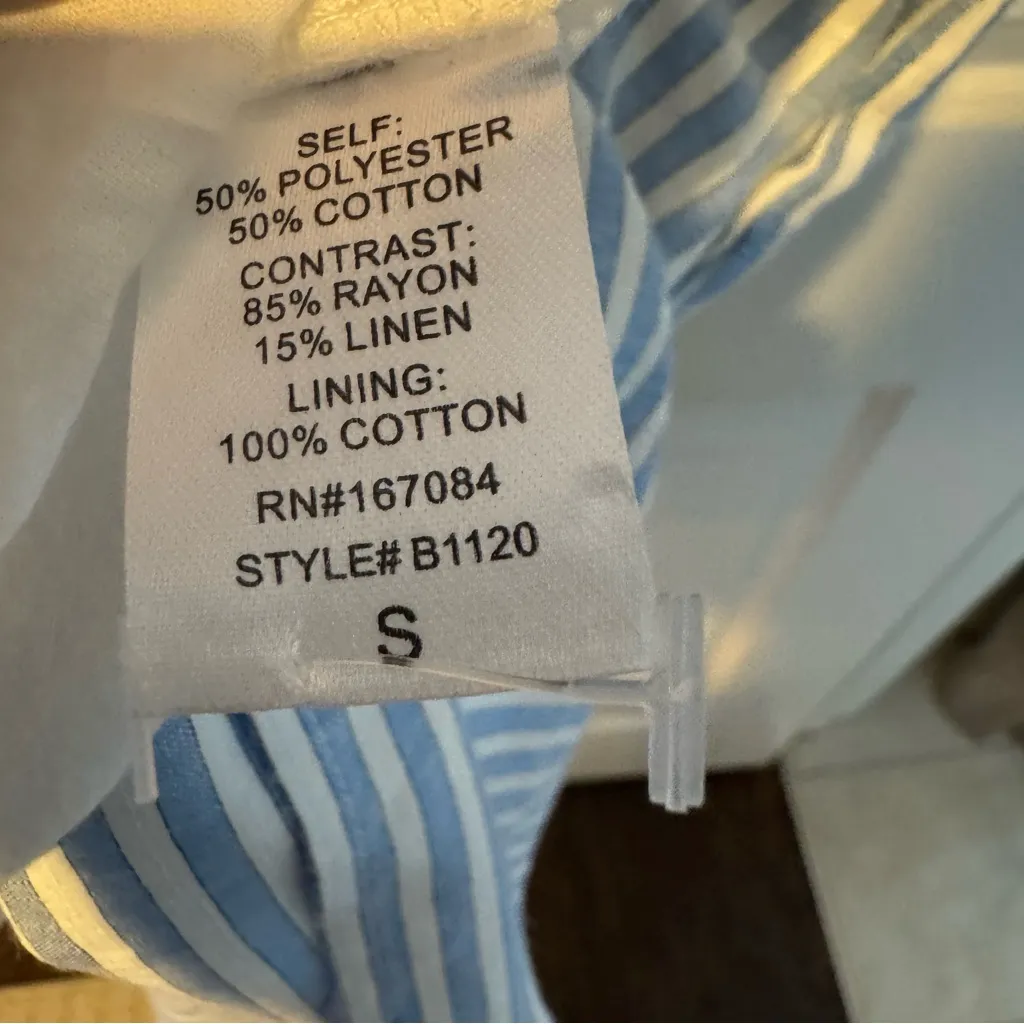 SELF:
50% POLYESTER
50% COTTON
CONTRAST:
85% RAYON
15% LINEN
LINING:
100% COTTON
RN#167084
STYLE# B1120
S